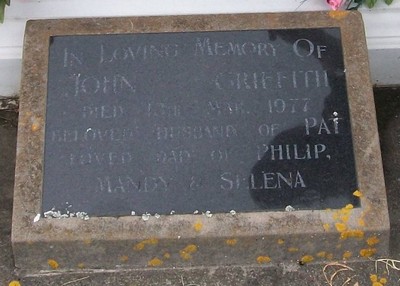 In Loving Memory Of
John Griffith
Died 13th Mar. 1977
Beloved Husband of Pat
Loved Dad of Philip,
Mandy & Selena